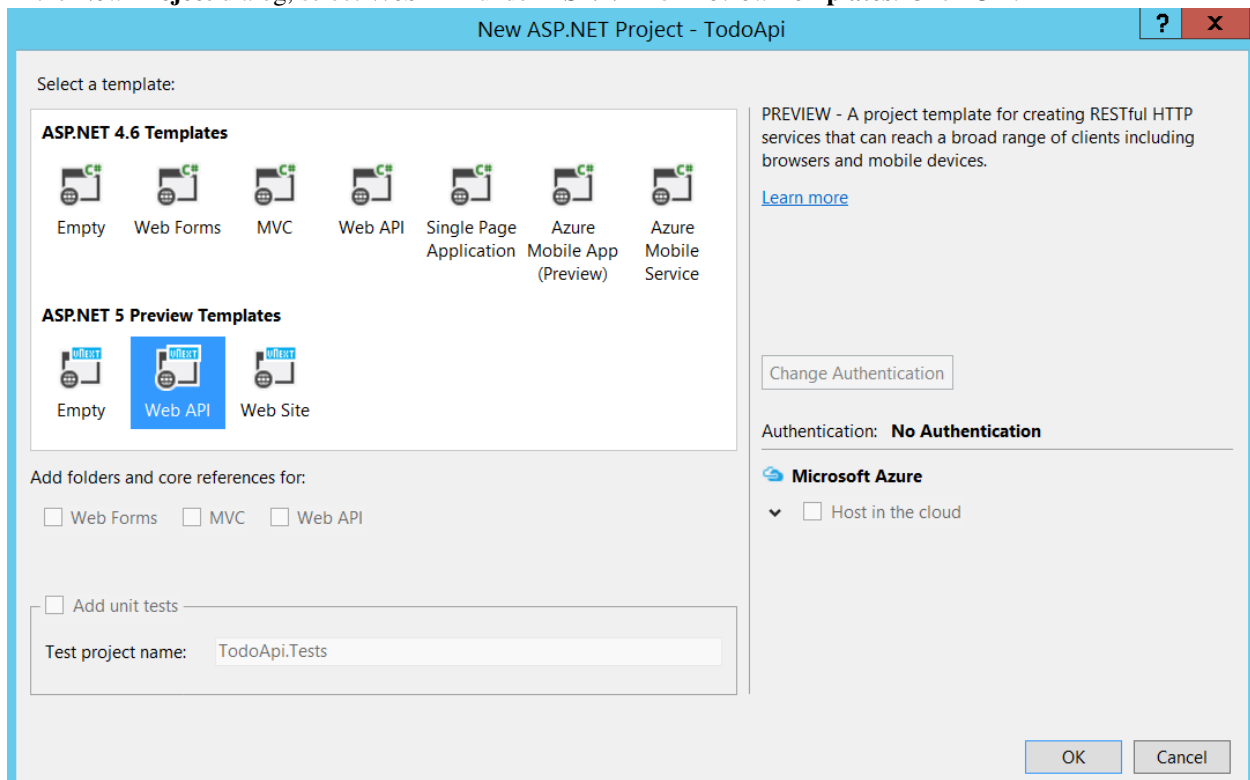 New ASP.NET Project - TodoApi
? X
Select a template:
ASP.NET 4.6 Templates
C# C# C# C# C# C# C#
Empty Web Forms MVC Web API Single Page Application Azure Mobile App (Preview) Azure Mobile Service
ASP.NET 5 Preview Templates
vNEXT vNEXT vNEXT
Empty Web API Web Site
Add folders and core references for:
Web Forms MVC Web API
Add unit tests
Test project name: TodoApi.Tests
PREVIEW - A project template for creating RESTful HTTP
services that can reach a broad range of clients including
browsers and mobile devices.
Learn more
Change Authentication
Authentication: No Authentication
Microsoft Azure
Host in the cloud
OK Cancel